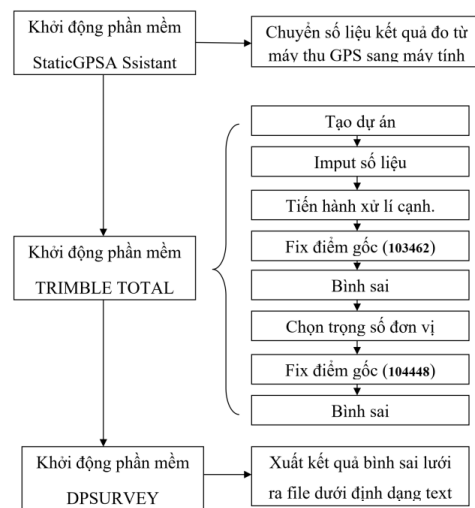 Khởi động phần mềm
StaticGPSA Ssistant
Chuyển số liệu kết quả đo từ
máy thu GPS sang máy tính
Tạo dự án
Imput số liệu
Tiến hành xử lí cạnh.
Fix điểm gốc (103462)
Bình sai
Chọn trọng số đơn vị
Fix điểm gốc (104448)
Bình sai
Khởi động phần mềm
TRIMBLE TOTAL
Khởi động phần mềm
DPSURVEY
Xuất kết quả bình sai lưới
ra file dưới định dạng text